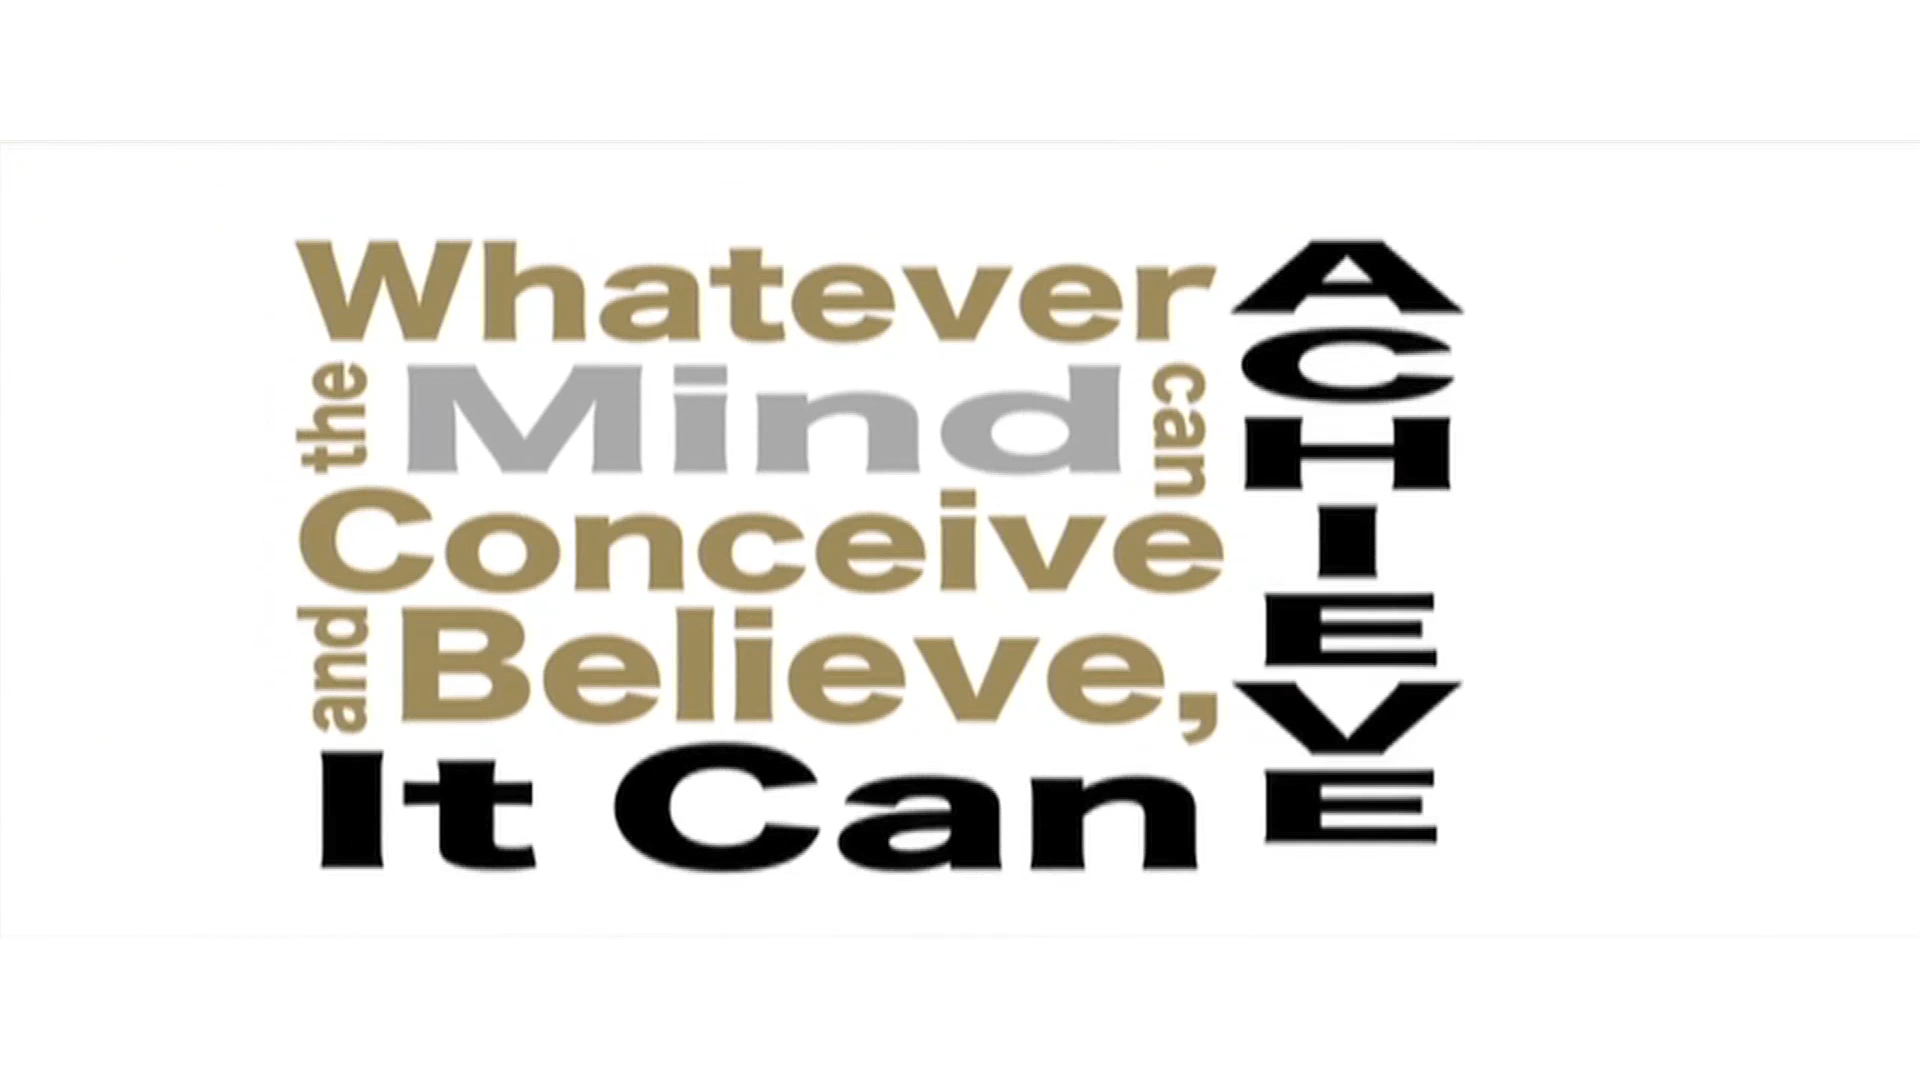 Whatever
the Mind can
Conceive
and Believe,
It Can
ACHIEVE